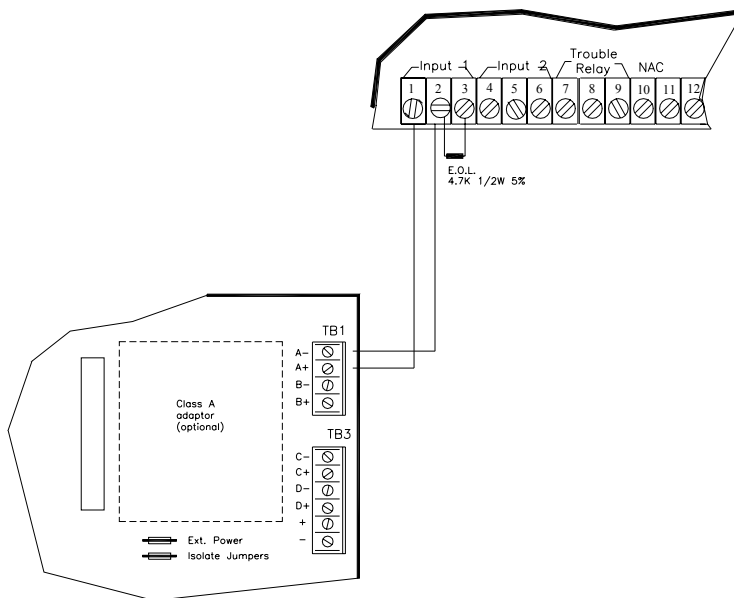 Trouble
Input 1 Input 2 Relay NAC
1 2 3 4 5 6 7 8 9 10 11 12
E.O.L.
4.7K 1/2W 5%
TB1
A-
A+
B-
B+
Class A
adaptor
(optional)
TB3
C-
C+
D-
D+
+
-
Ext. Power
Isolate Jumpers